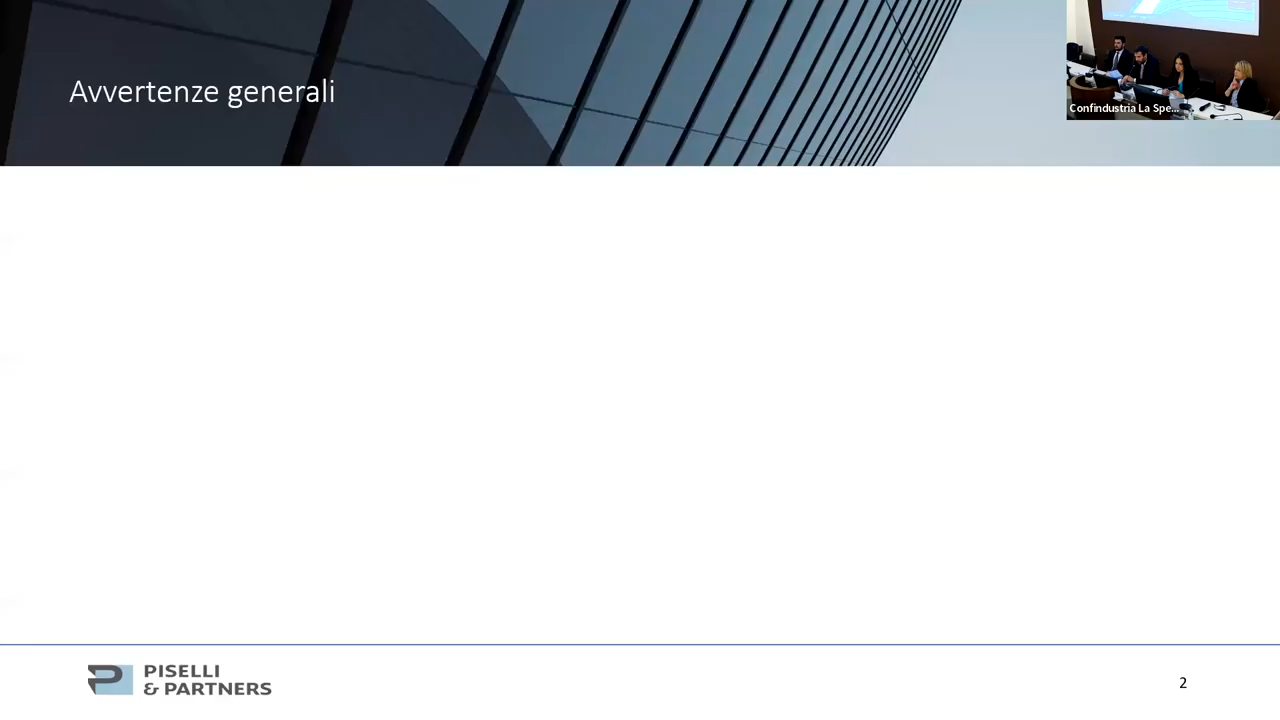 Avvertenze generali
Confindustria La Spe...
PISELLI
& PARTNERS
2